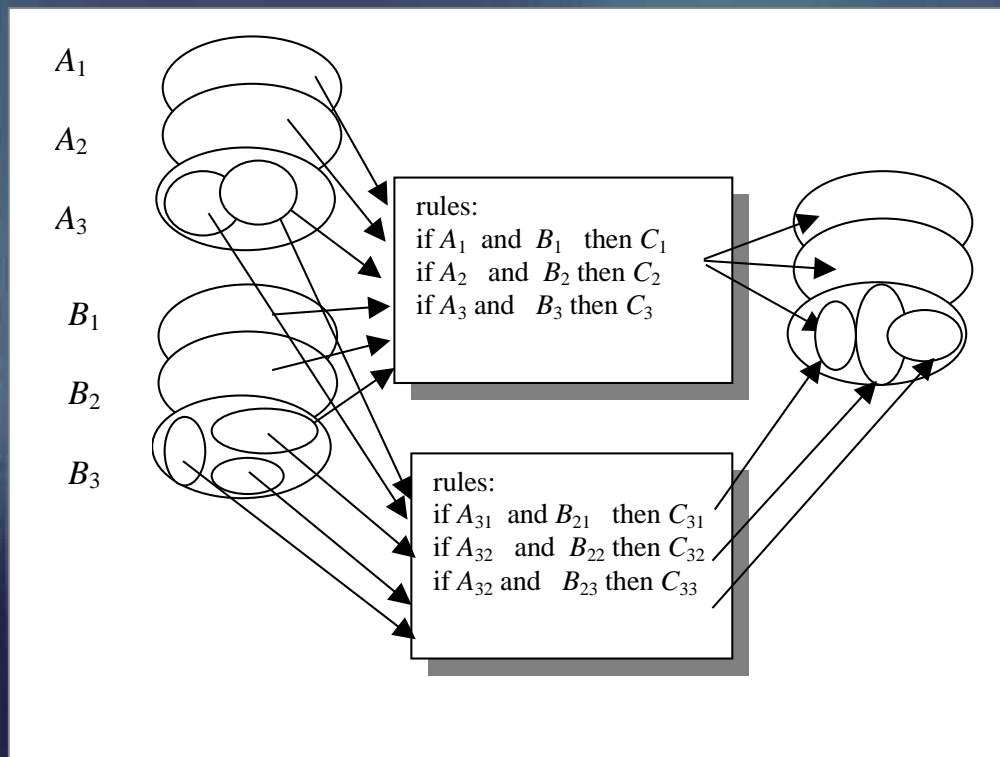 A₁
A₂
A₃
B₁
B₂
B₃
rules:
if A₁ and B₁ then C₁
if A₂ and B₂ then C₂
if A₃ and B₃ then C₃
rules:
if A₃₁ and B₂₁ then C₃₁
if A₃₂ and B₂₂ then C₃₂
if A₃₂ and B₂₃ then C₃₃